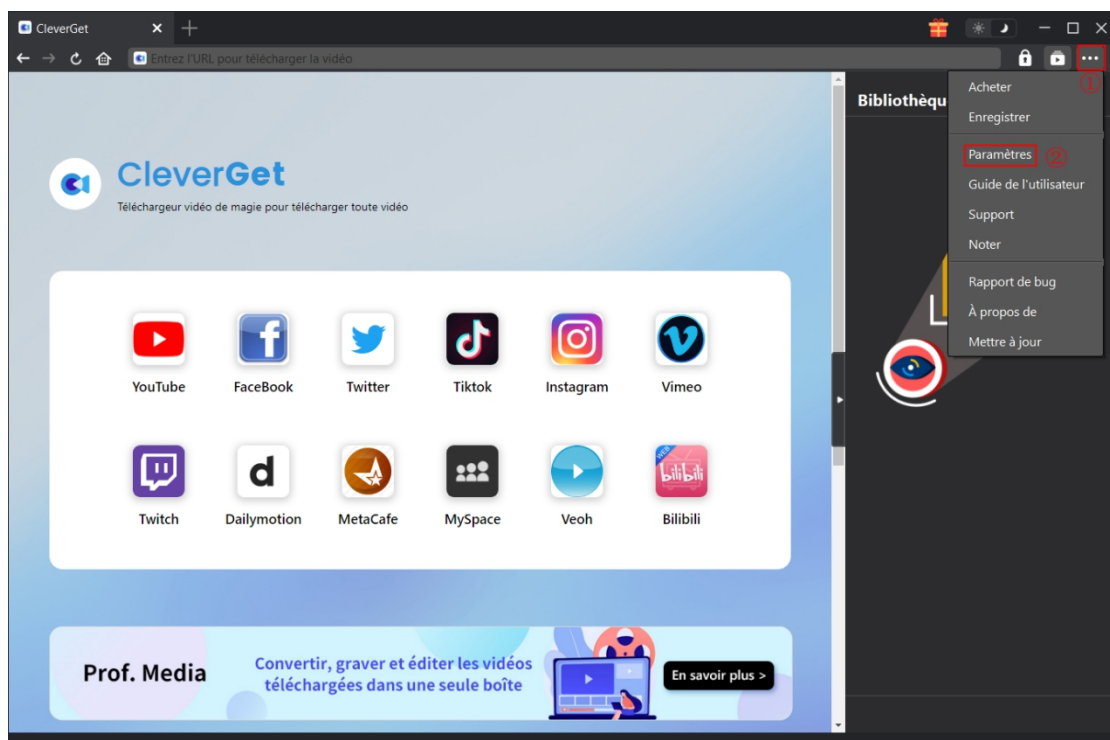 CleverGet
Entrez l'URL pour télécharger la vidéo
①
Bibliothèqu
Acheter
Enregistrer
Paramètres ②
Guide de l'utilisateur
Support
Noter
Rapport de bug
À propos de
Mettre à jour
CleverGet
Téléchargeur vidéo de magie pour télécharger toute vidéo
YouTube FaceBook Twitter Tiktok Instagram Vimeo
WEB
bilibili
Twitch Dailymotion MetaCafe MySpace Veoh Bilibili
Prof. Media
Convertir, graver et éditer les vidéos
téléchargées dans une seule boîte
En savoir plus >